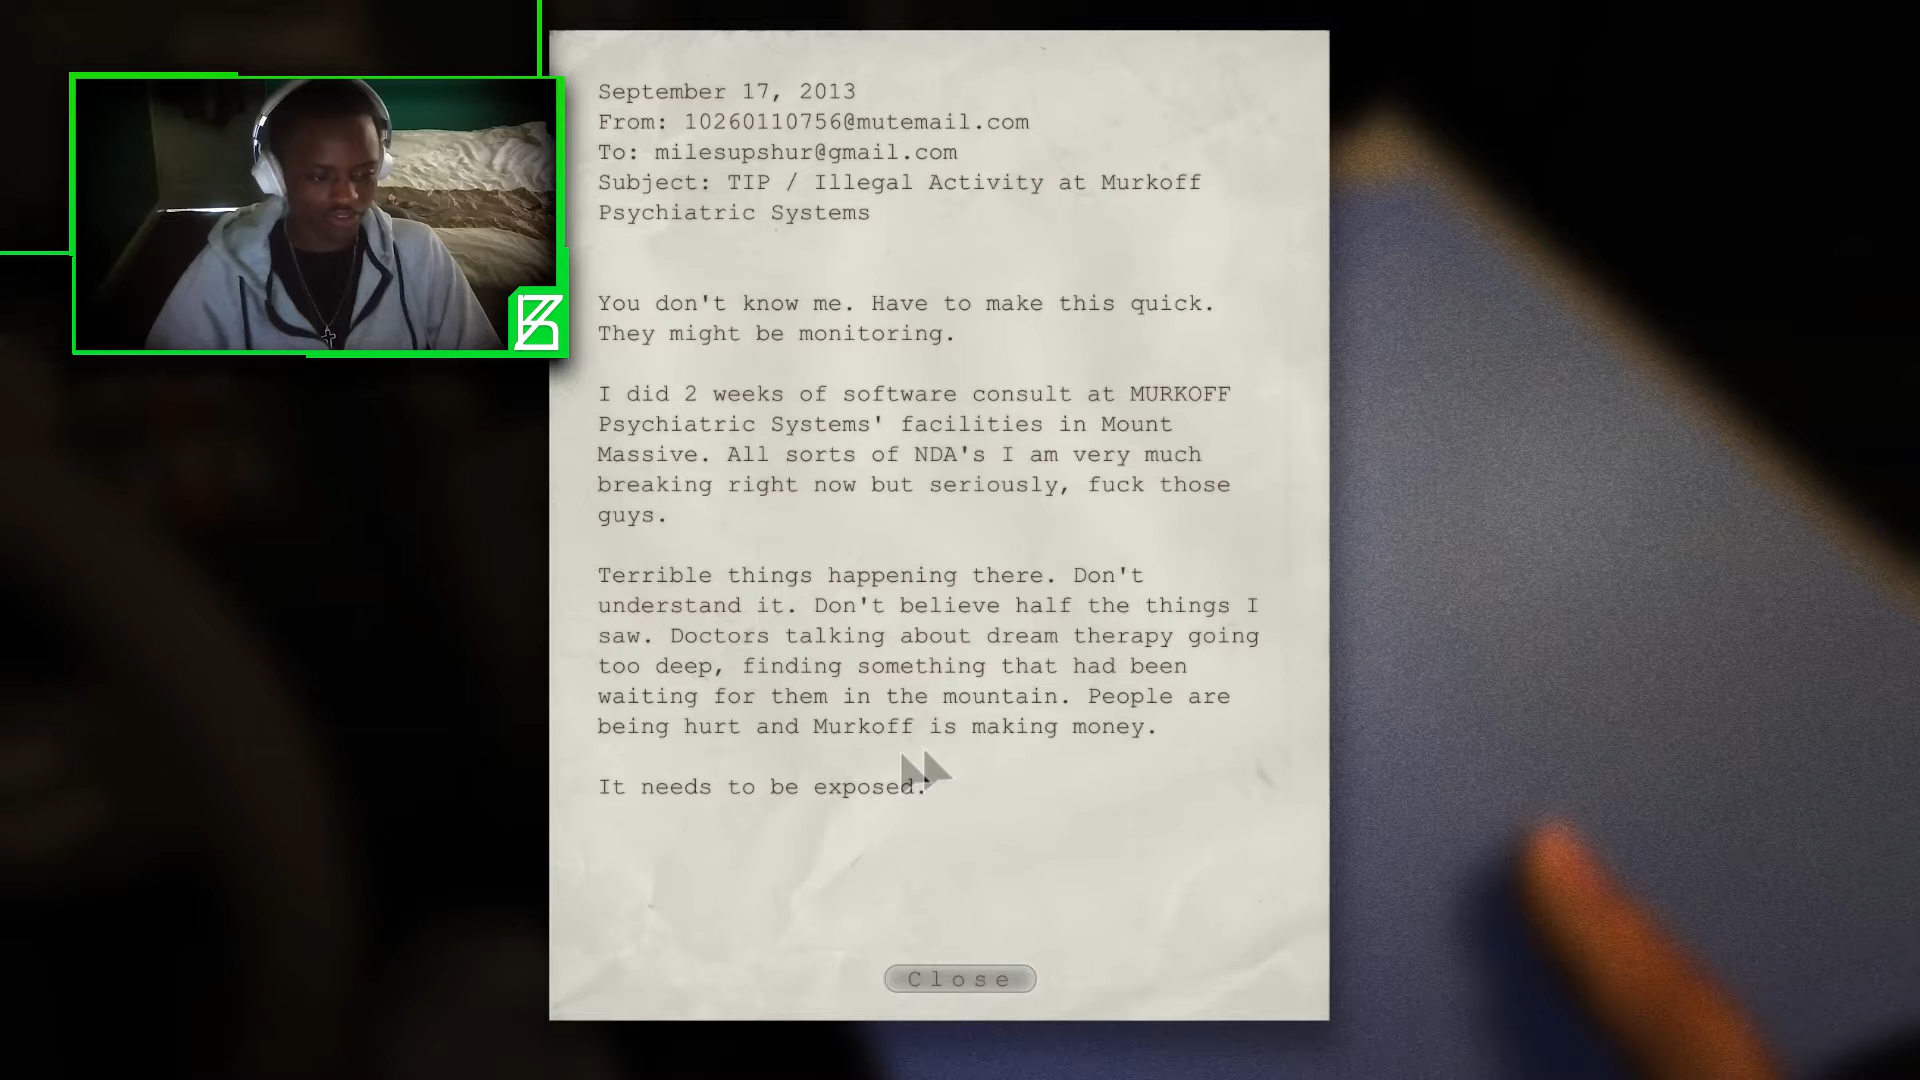 September 17, 2013
From: 10260110756@mutemail.com
To: milesupshur@gmail.com
Subject: TIP / Illegal Activity at Murkoff
Psychiatric Systems
You don't know me. Have to make this quick.
They might be monitoring.
I did 2 weeks of software consult at MURKOFF
Psychiatric Systems' facilities in Mount
Massive. All sorts of NDA's I am very much
breaking right now but seriously, fuck those
guys.
Terrible things happening there. Don't
understand it. Don't believe half the things I
saw. Doctors talking about dream therapy going
too deep, finding something that had been
waiting for them in the mountain. People are
being hurt and Murkoff is making money.
It needs to be exposed.
Close